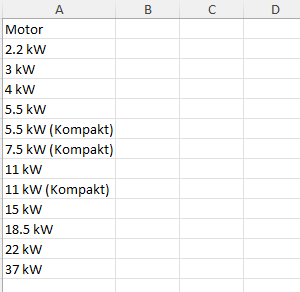 A B C D
Motor
2.2 kW
3 kW
4 kW
5.5 kW
5.5 kW (Kompakt)
7.5 kW (Kompakt)
11 kW
11 kW (Kompakt)
15 kW
18.5 kW
22 kW
37 kW